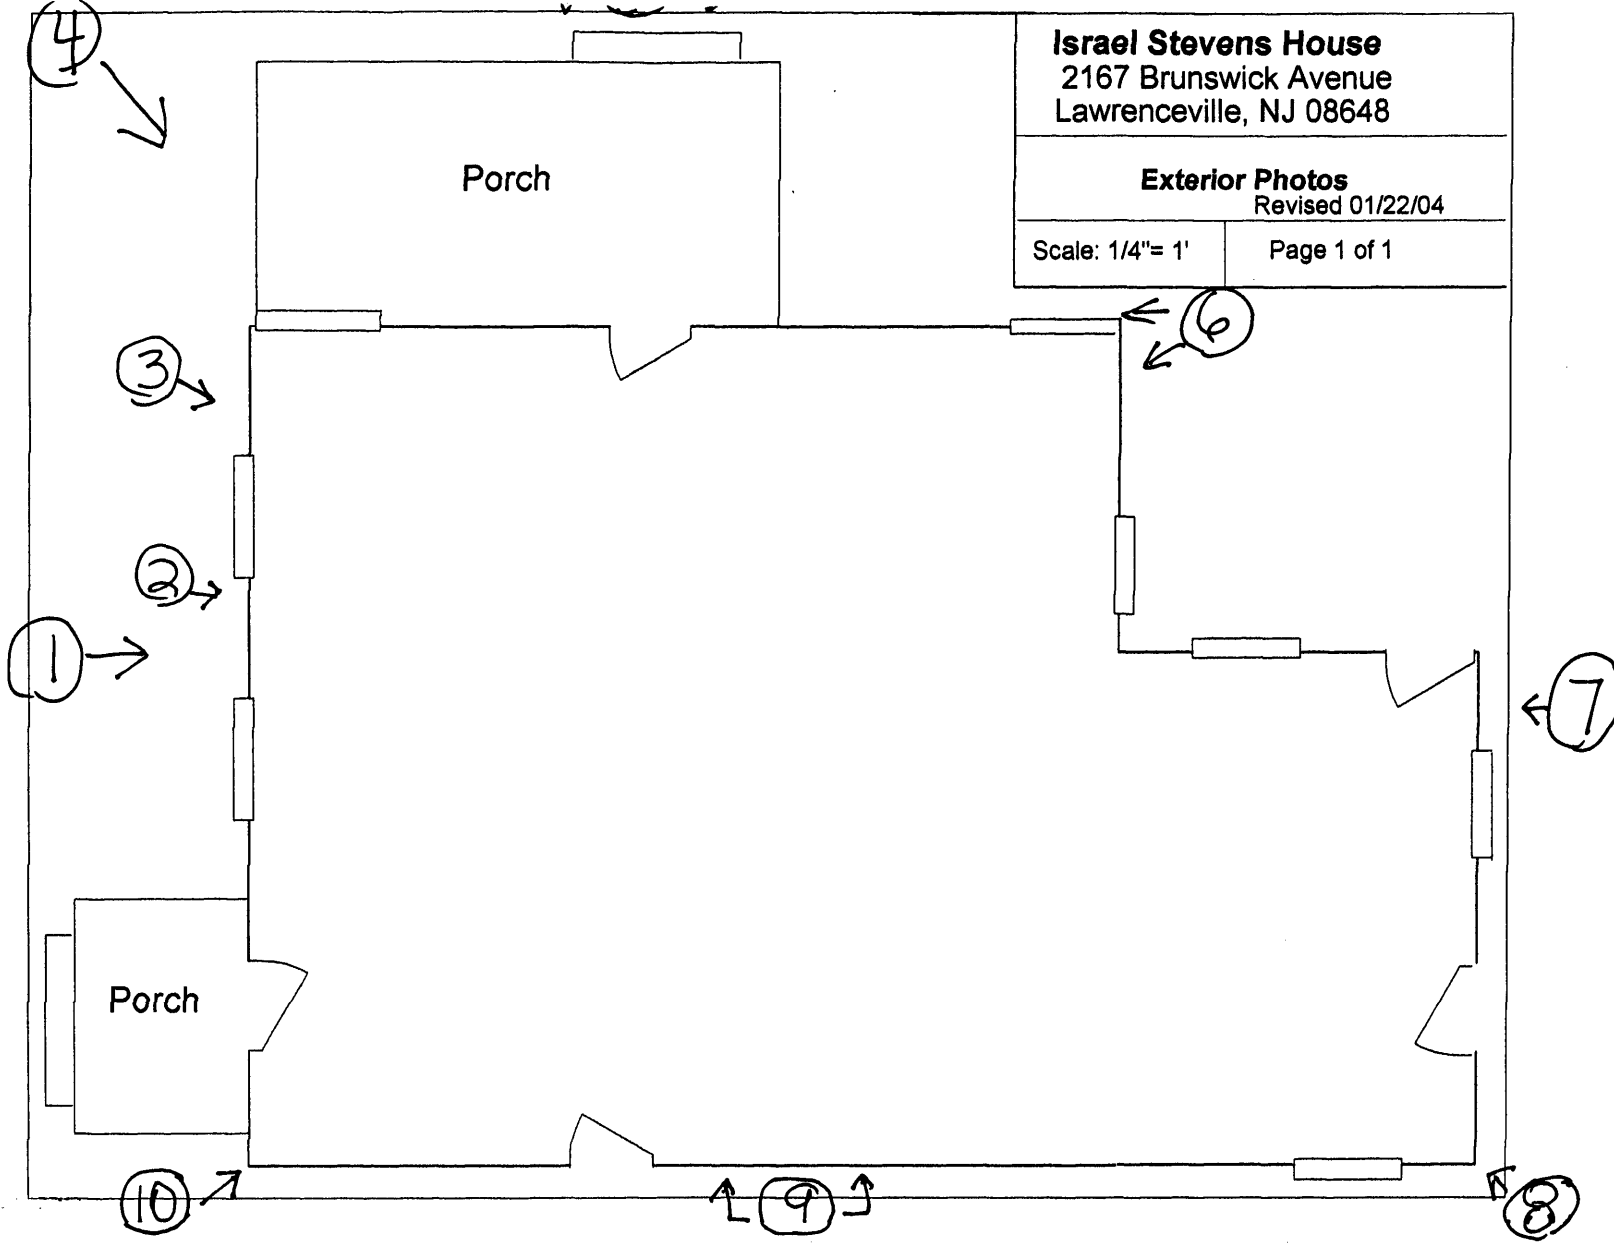 4
Israel Stevens House
2167 Brunswick Avenue
Lawrenceville, NJ 08648
Porch
Exterior Photos
Revised 01/22/04
Scale: 1/4"= 1'
Page 1 of 1
6
3
2
1
7
Porch
10
9
8